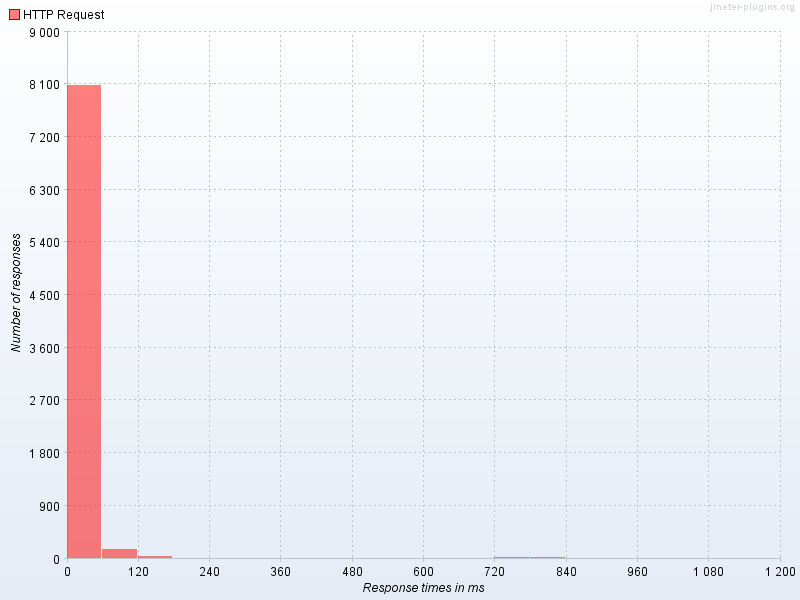 jmeter-plugins.org
HTTP Request
9 000
8 100
7 200
6 300
5 400
4 500
3 600
2 700
1 800
900
0
Number of responses
0 120 240 360 480 600 720 840 960 1 080 1 200
Response times in ms